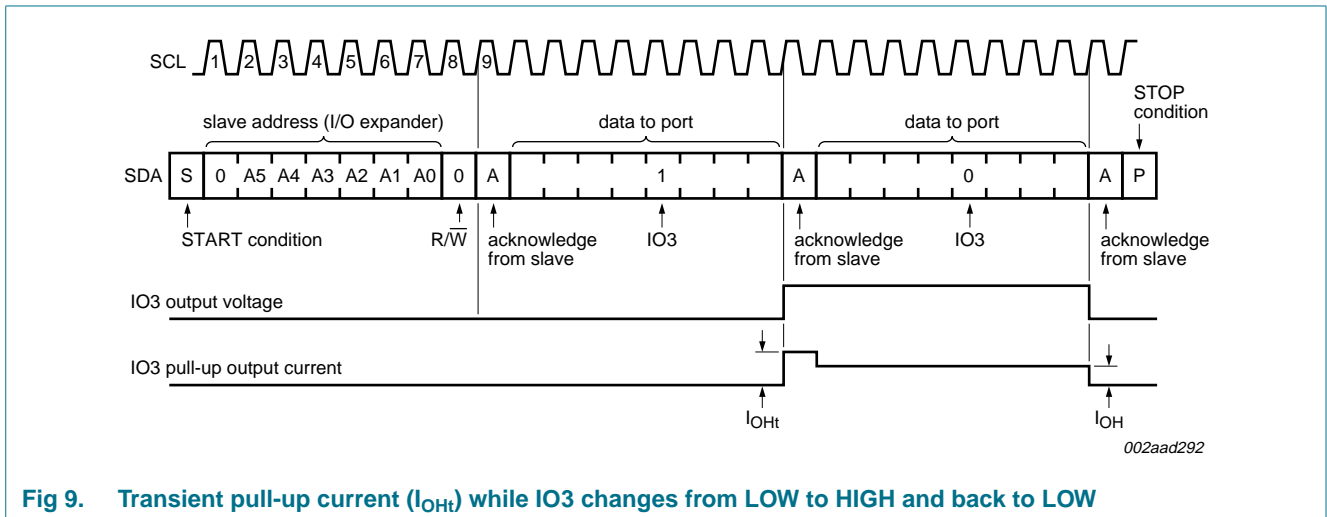 SCL 1 2 3 4 5 6 7 8 9
STOP
condition
slave address (I/O expander) data to port data to port
SDA S 0 A5 A4 A3 A2 A1 A0 0 A 1 A 0 A P
START condition R/W acknowledge
from slave IO3 acknowledge
from slave IO3 acknowledge
from slave
IO3 output voltage
IO3 pull-up output current
IOHt IOH
002aad292
Fig 9. Transient pull-up current (IOHt) while IO3 changes from LOW to HIGH and back to LOW